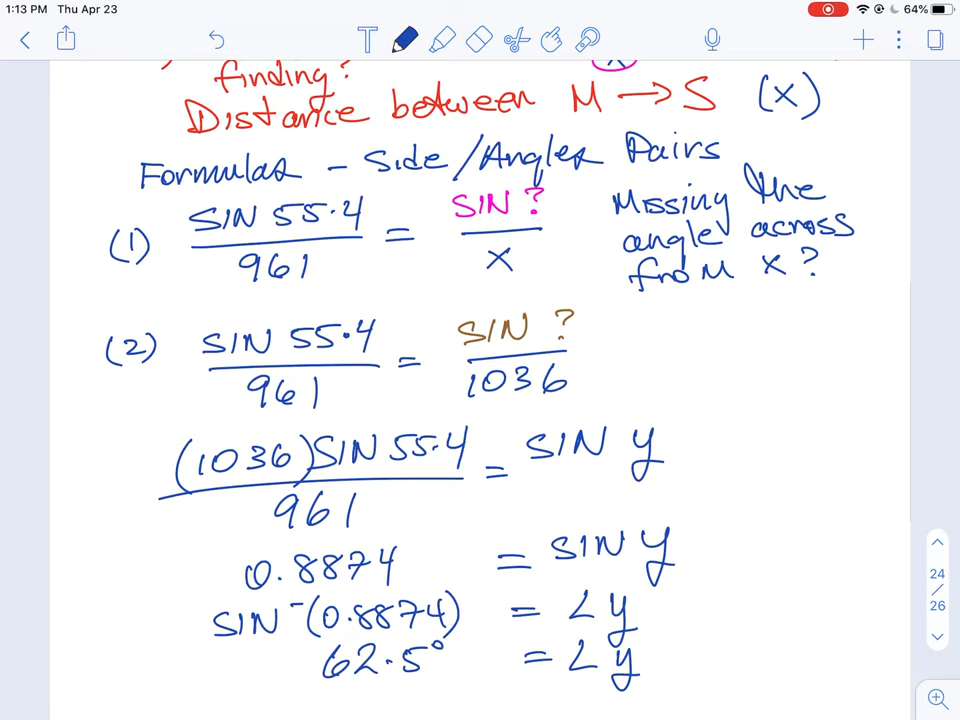 1:13 PM Thu Apr 23
64%
finding?
Distance between M → S (x)
Formulas - Side/Angles Pairs
(1) SIN 55.4 / 961 = SIN ? / x
Missing the
angle across
from x?
(2) SIN 55.4 / 961 = SIN ? / 1036
(1036) SIN 55.4 / 961 = SIN y
0.8874 = SIN y
SIN⁻(0.8874) = ∠y
62.5° = ∠y
24
/
26